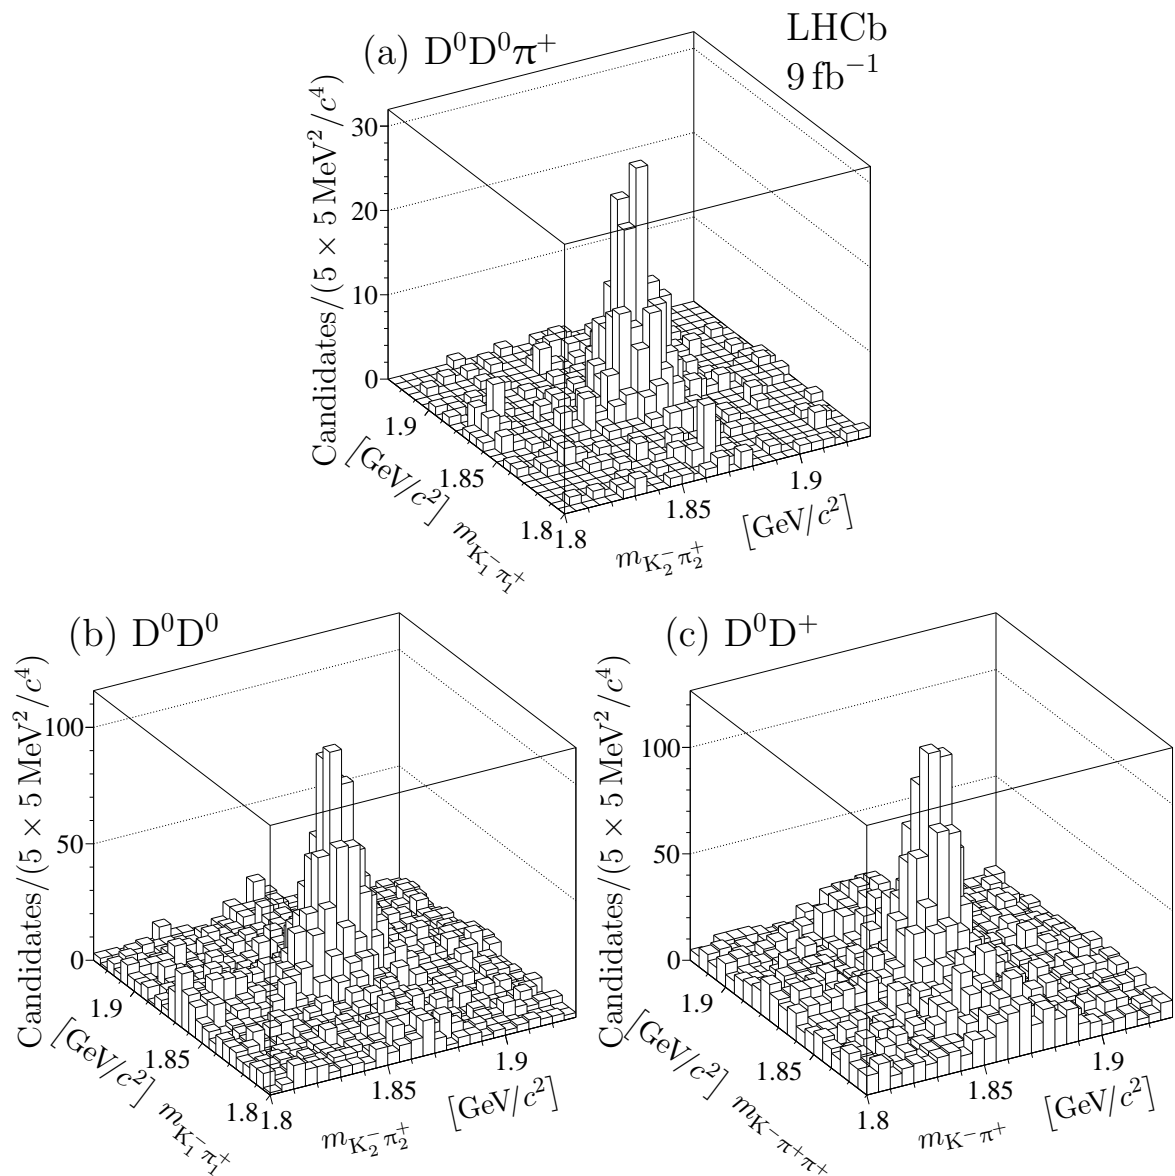 (a) D⁰D⁰π⁺
LHCb
9 fb⁻¹
Candidates/(5 × 5 MeV²/c⁴)
30
20
10
0
1.9
1.85
1.8
[GeV/c²] m_{K₁⁻π₁⁺}
1.8
1.85
1.9
m_{K₂⁻π₂⁺} [GeV/c²]
(b) D⁰D⁰
Candidates/(5 × 5 MeV²/c⁴)
100
50
0
1.9
1.85
1.8
[GeV/c²] m_{K₁⁻π₁⁺}
1.8
1.85
1.9
m_{K₂⁻π₂⁺} [GeV/c²]
(c) D⁰D⁺
Candidates/(5 × 5 MeV²/c⁴)
100
50
0
1.9
1.85
1.8
[GeV/c²] m_{K⁻π⁺π⁺}
1.85
1.9
m_{K⁻π⁺} [GeV/c²]